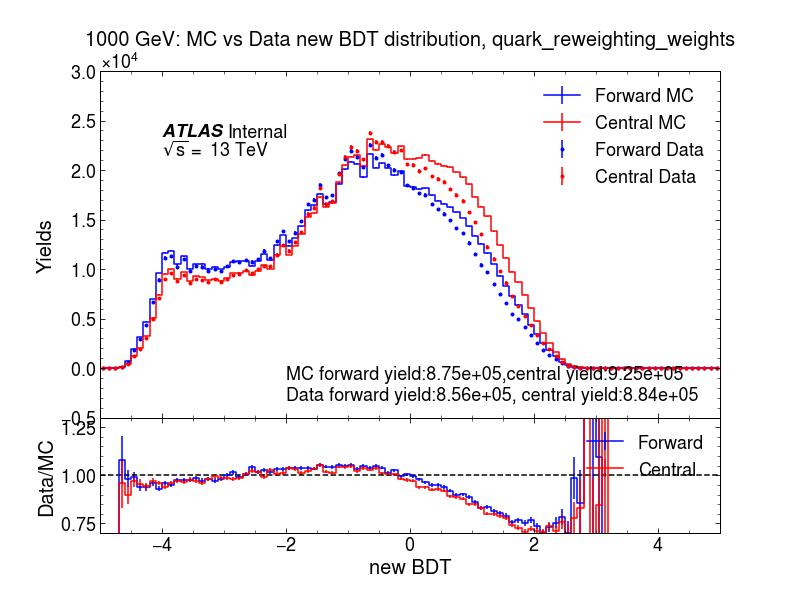 1000 GeV: MC vs Data new BDT distribution, quark_reweighting_weights
×10⁴
3.0
2.5
2.0
1.5
1.0
0.5
0.0
0.5
Yields
ATLAS Internal
√s = 13 TeV
Forward MC
Central MC
Forward Data
Central Data
MC forward yield:8.75e+05,central yield:9.25e+05
Data forward yield:8.56e+05, central yield:8.84e+05
1.25
1.00
0.75
Data/MC
Forward
Central
−4 −2 0 2 4
new BDT